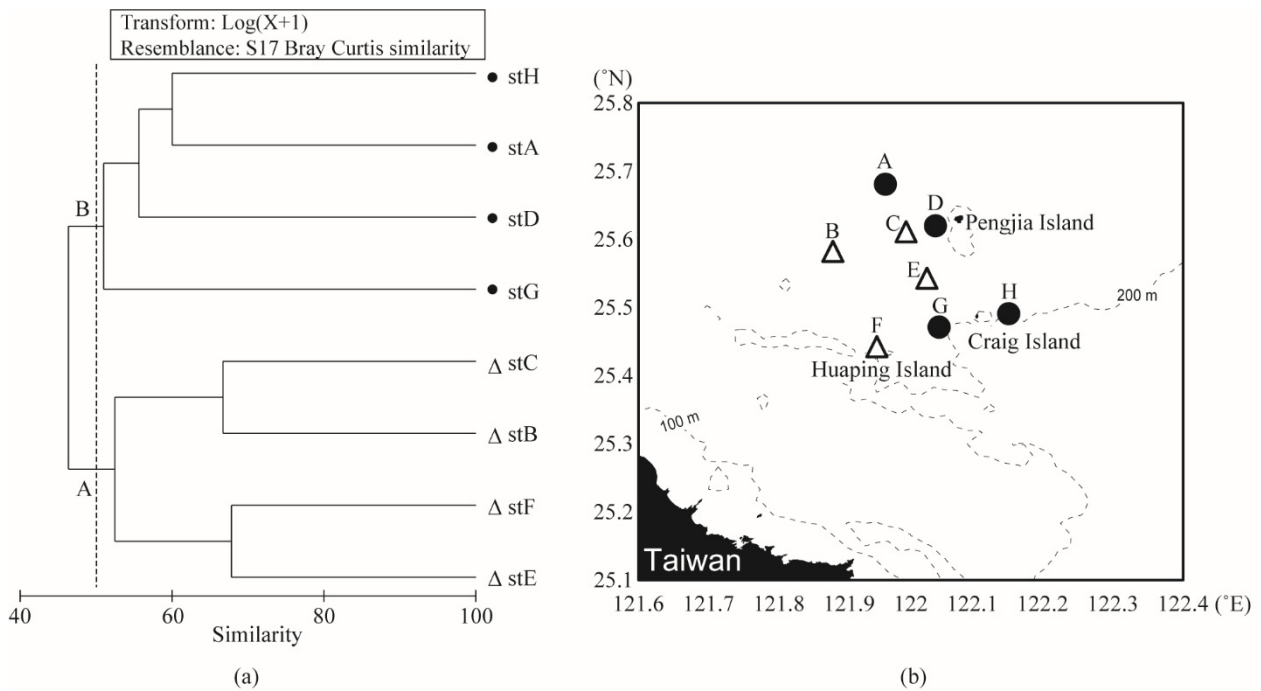 Transform: Log(X+1)
Resemblance: S17 Bray Curtis similarity
stH
stA
stD
B
stG
Δ stC
Δ stB
A
Δ stF
Δ stE
40 60 80 100
Similarity
(a)
(˚N)
25.8
25.7
25.6
25.5
25.4
25.3
25.2
25.1
A
D
C
Pengjia Island
B
E
H
200 m
G
F
Craig Island
Huaping Island
100 m
Taiwan
121.6 121.7 121.8 121.9 122 122.1 122.2 122.3 122.4 (˚E)
(b)